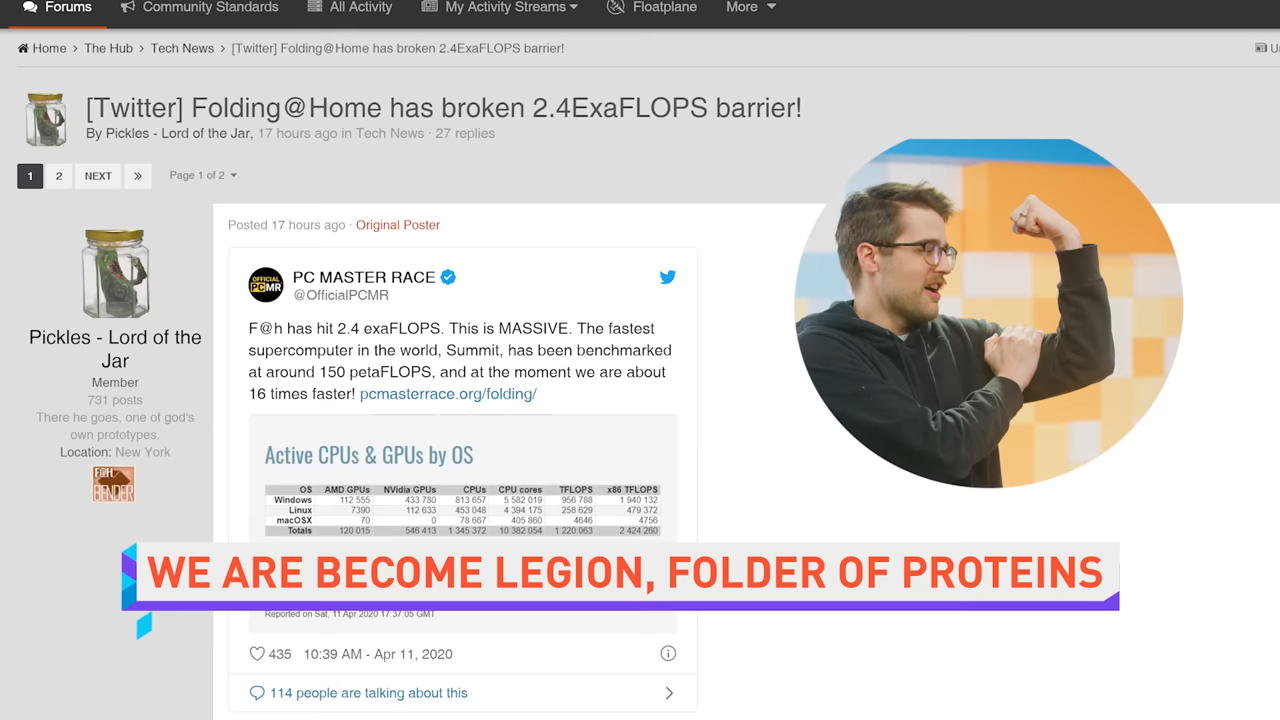 Forums Community Standards All Activity My Activity Streams Floatplane More
Home > The Hub > Tech News > [Twitter] Folding@Home has broken 2.4ExaFLOPS barrier!
[Twitter] Folding@Home has broken 2.4ExaFLOPS barrier!
By Pickles - Lord of the Jar, 17 hours ago in Tech News · 27 replies
1 2 NEXT » Page 1 of 2
Posted 17 hours ago · Original Poster
Pickles - Lord of the
Jar
Member
731 posts
There he goes, one of god's
own prototypes.
Location: New York
F@H
BENDER
OFFICIAL
PCMR
PC MASTER RACE
@OfficialPCMR
F@h has hit 2.4 exaFLOPS. This is MASSIVE. The fastest
supercomputer in the world, Summit, has been benchmarked
at around 150 petaFLOPS, and at the moment we are about
16 times faster! pcmasterrace.org/folding/
Active CPUs & GPUs by OS
OS AMD GPUs NVidia GPUs CPUs CPU cores TFLOPS x86 TFLOPS
Windows 112 555 433 780 813 657 5 582 019 956 788 1 940 132
Linux 7390 112 633 453 048 4 394 175 258 629 479 372
macOSX 70 0 78 667 405 860 4646 4756
Totals 120 015 546 413 1 345 372 10 382 054 1 220 063 2 424 260
WE ARE BECOME LEGION, FOLDER OF PROTEINS
Reported on Sat, 11 Apr 2020 17:37:05 GMT
435 10:39 AM - Apr 11, 2020
114 people are talking about this